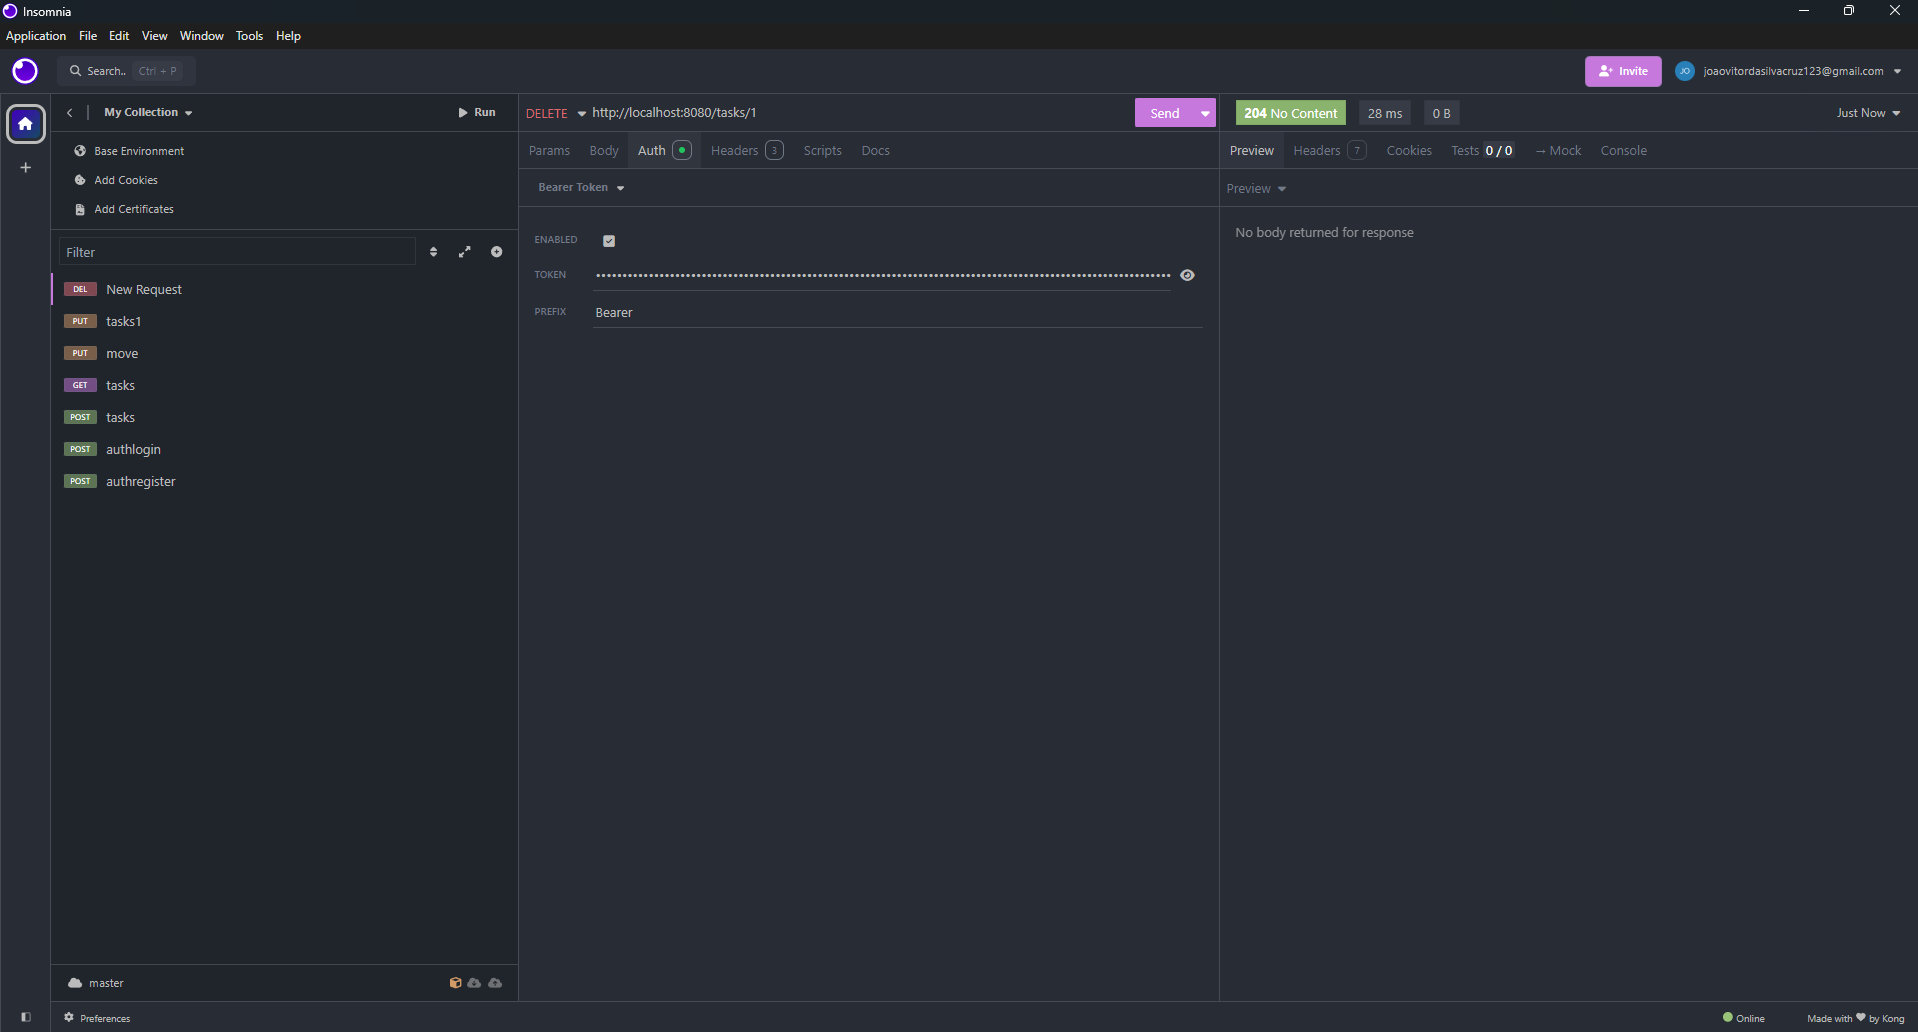 Insomnia
Application File Edit View Window Tools Help
Search.. Ctrl + P
Invite
JO joaovitordasilvacruz123@gmail.com
My Collection
Run
DELETE http://localhost:8080/tasks/1
Send
204 No Content 28 ms 0 B
Just Now
Base Environment
Add Cookies
Add Certificates
Params Body Auth Headers 3 Scripts Docs
Preview Headers 7 Cookies Tests 0 / 0 → Mock Console
Bearer Token
Preview
ENABLED
No body returned for response
TOKEN ••••••••••••••••••••••••••••••••••••••••••••••••••••••••••••••••••••••••••••••••••••••••••••••••••••••••••••••
PREFIX Bearer
Filter
DEL New Request
PUT tasks1
PUT move
GET tasks
POST tasks
POST authlogin
POST authregister
master
Preferences
Online
Made with ❤ by Kong